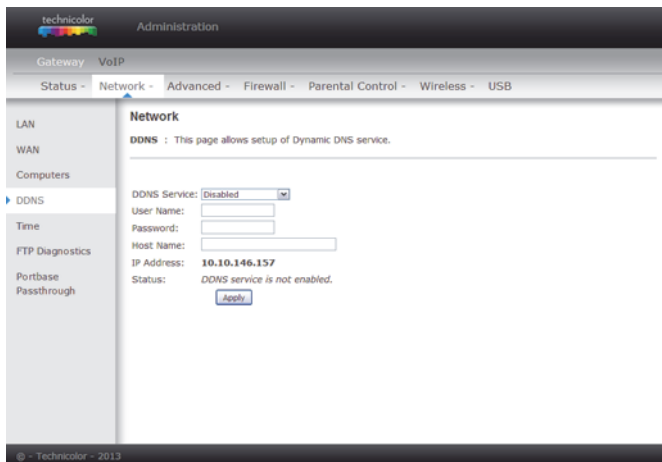 technicolor
Administration
Gateway VoIP
Status - Network - Advanced - Firewall - Parental Control - Wireless - USB
LAN
WAN
Computers
DDNS
Time
FTP Diagnostics
Portbase
Passthrough
Network
DDNS : This page allows setup of Dynamic DNS service.
DDNS Service: Disabled
User Name:
Password:
Host Name:
IP Address: 10.10.146.157
Status: DDNS service is not enabled.
Apply
© - Technicolor - 2013